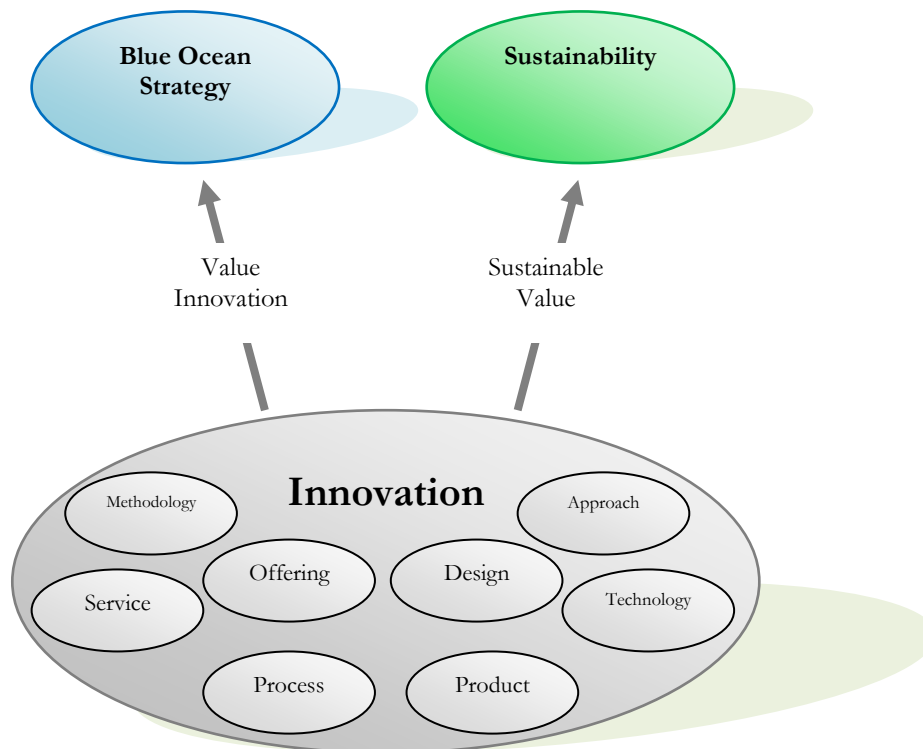 Blue Ocean
Strategy
Sustainability
Value
Innovation
Sustainable
Value
Innovation
Methodology
Approach
Offering
Design
Service
Technology
Process
Product